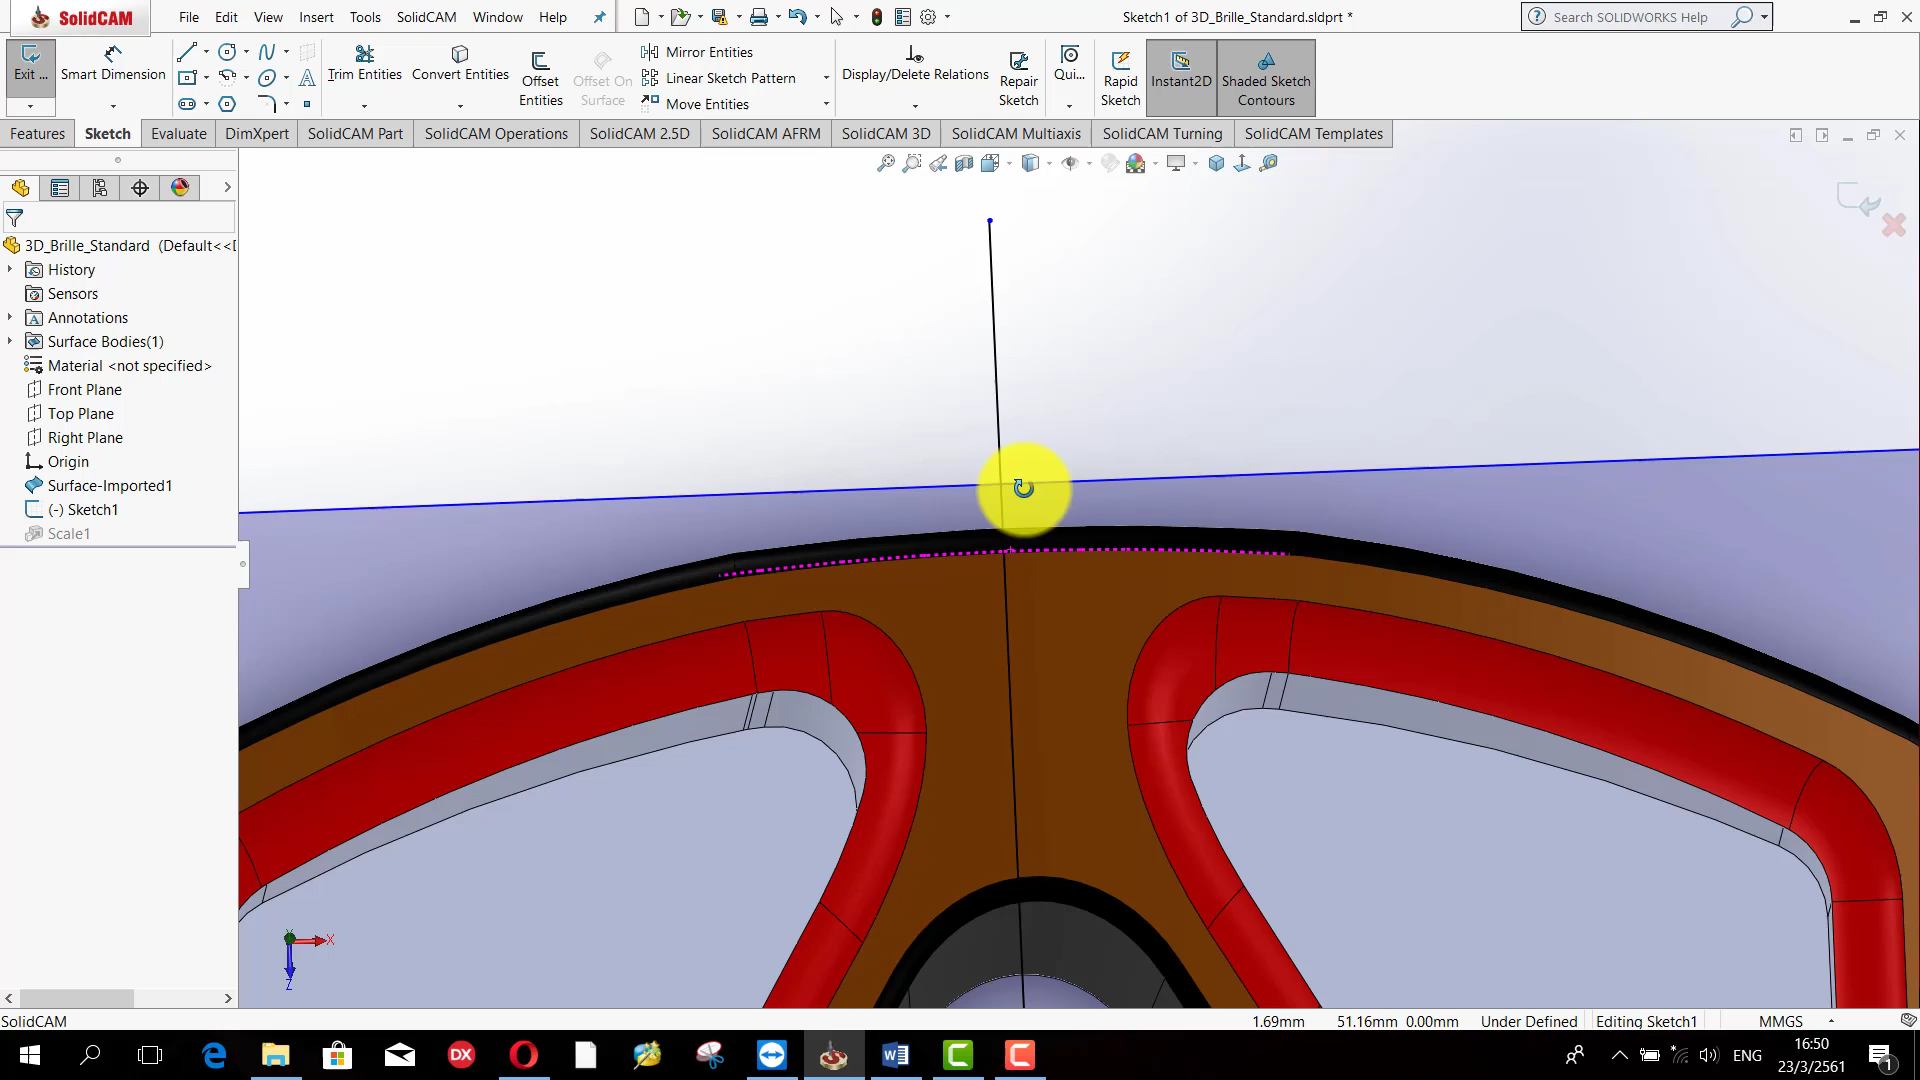 SolidCAM
File Edit View Insert Tools SolidCAM Window Help
Sketch1 of 3D_Brille_Standard.sldprt *
Search SOLIDWORKS Help
Exit ...
Smart Dimension
Trim Entities
Convert Entities
Offset Entities
Offset On Surface
Mirror Entities
Linear Sketch Pattern
Move Entities
Display/Delete Relations
Repair Sketch
Qui...
Rapid Sketch
Instant2D
Shaded Sketch Contours
Features Sketch Evaluate DimXpert SolidCAM Part SolidCAM Operations SolidCAM 2.5D SolidCAM AFRM SolidCAM 3D SolidCAM Multiaxis SolidCAM Turning SolidCAM Templates
3D_Brille_Standard (Default<<
History
Sensors
Annotations
Surface Bodies(1)
Material <not specified>
Front Plane
Top Plane
Right Plane
Origin
Surface-Imported1
(-) Sketch1
Scale1
Y
X
Z
SolidCAM
1.69mm 51.16mm 0.00mm Under Defined Editing Sketch1 MMGS
DX
ENG
16:50
23/3/2561
1